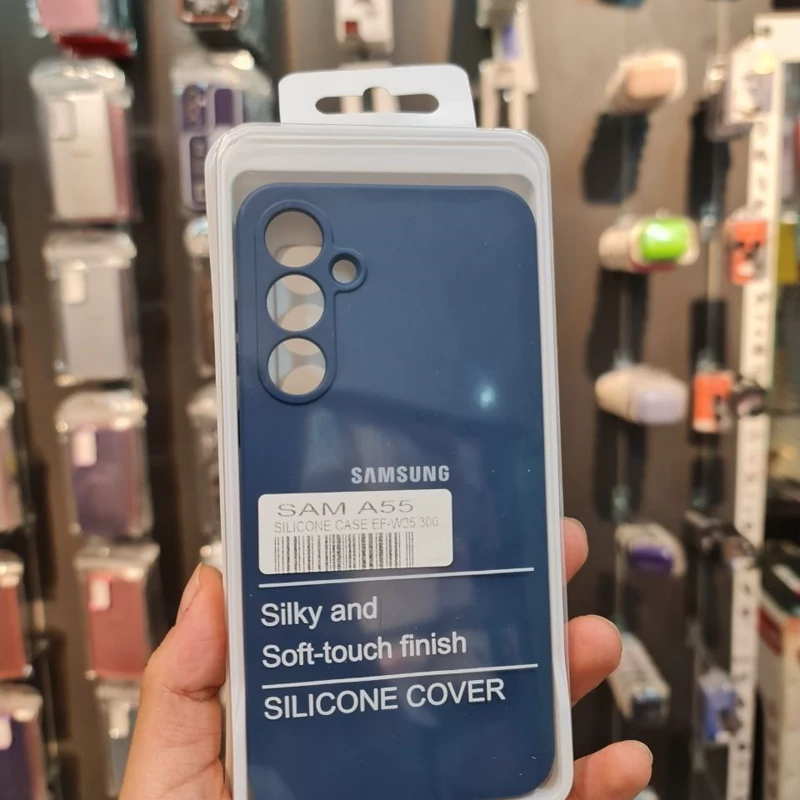 SAMSUNG
SAM A55
SILICONE CASE EF-W25 300
Silky and
Soft-touch finish
SILICONE COVER